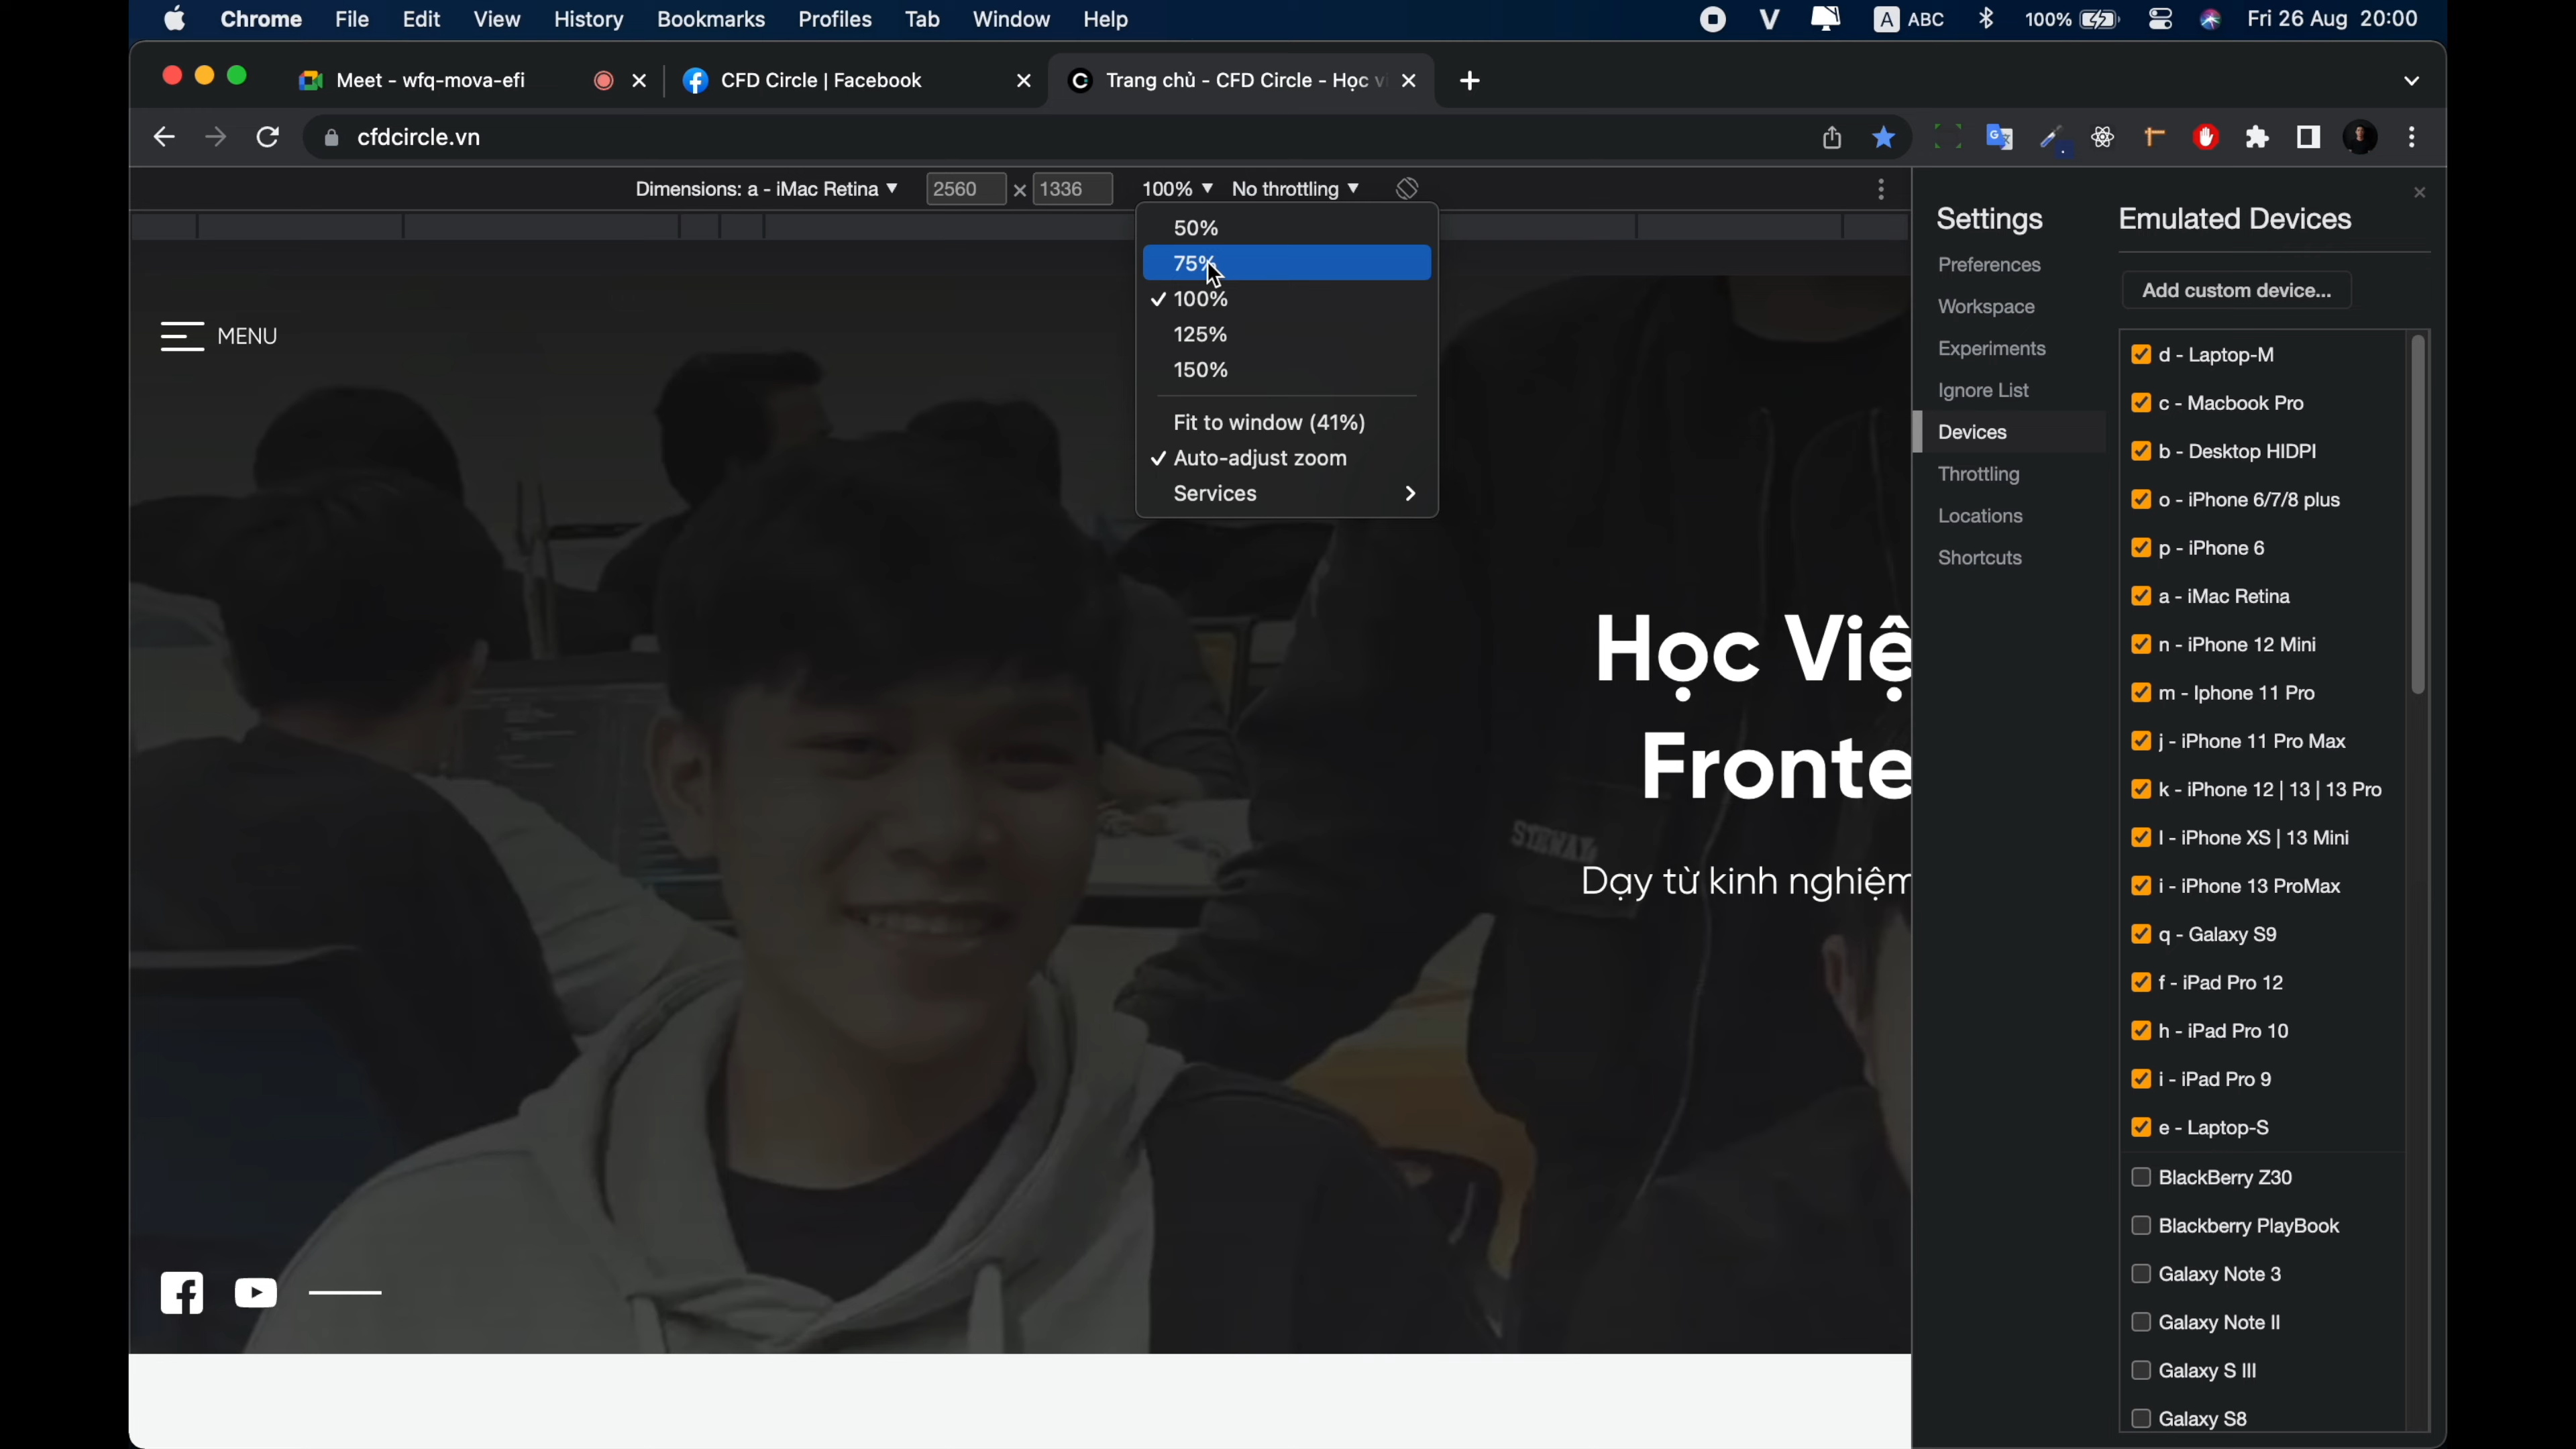 Chrome File Edit View History Bookmarks Profiles Tab Window Help V A ABC 100% Fri 26 Aug 20:00
Meet - wfq-mova-efi CFD Circle | Facebook Trang chủ - CFD Circle - Học vi
cfdcircle.vn
Dimensions: a - iMac Retina 2560 × 1336 100% No throttling
50%
75%
100%
125%
150%
Fit to window (41%)
Auto-adjust zoom
Services
MENU
Học Việ
Fronte
Dạy từ kinh nghiệm
STRWAY
Settings
Preferences
Workspace
Experiments
Ignore List
Devices
Throttling
Locations
Shortcuts
Emulated Devices
Add custom device...
d - Laptop-M
c - Macbook Pro
b - Desktop HIDPI
o - iPhone 6/7/8 plus
p - iPhone 6
a - iMac Retina
n - iPhone 12 Mini
m - Iphone 11 Pro
j - iPhone 11 Pro Max
k - iPhone 12 | 13 | 13 Pro
l - iPhone XS | 13 Mini
i - iPhone 13 ProMax
q - Galaxy S9
f - iPad Pro 12
h - iPad Pro 10
i - iPad Pro 9
e - Laptop-S
BlackBerry Z30
Blackberry PlayBook
Galaxy Note 3
Galaxy Note II
Galaxy S III
Galaxy S8